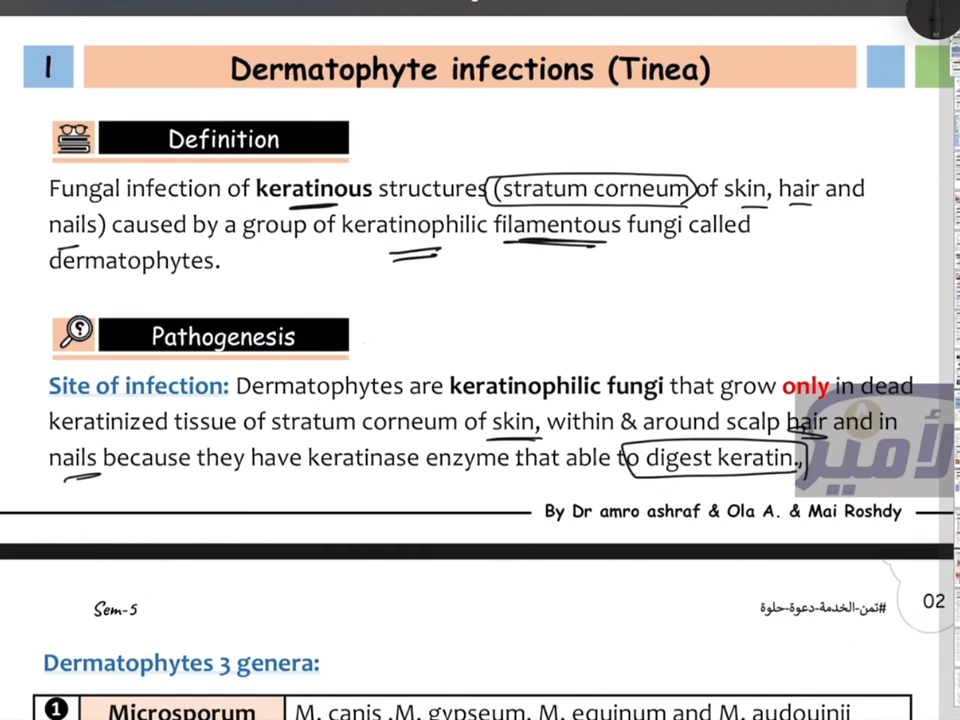 1
Dermatophyte infections (Tinea)
Definition
Fungal infection of keratinous structures (stratum corneum) of skin, hair and
nails) caused by a group of keratinophilic filamentous fungi called
dermatophytes.
Pathogenesis
Site of infection: Dermatophytes are keratinophilic fungi that grow only in dead
keratinized tissue of stratum corneum of skin, within & around scalp hair and in
nails because they have keratinase enzyme that able to digest keratin.
الأمير
By Dr amro ashraf & Ola A. & Mai Roshdy
Sem-5
#تمن-الخدمة-دعوة-حلوة
02
Dermatophytes 3 genera:
1 Microsporum M. canis ,M. gypseum, M. equinum and M. audouinii